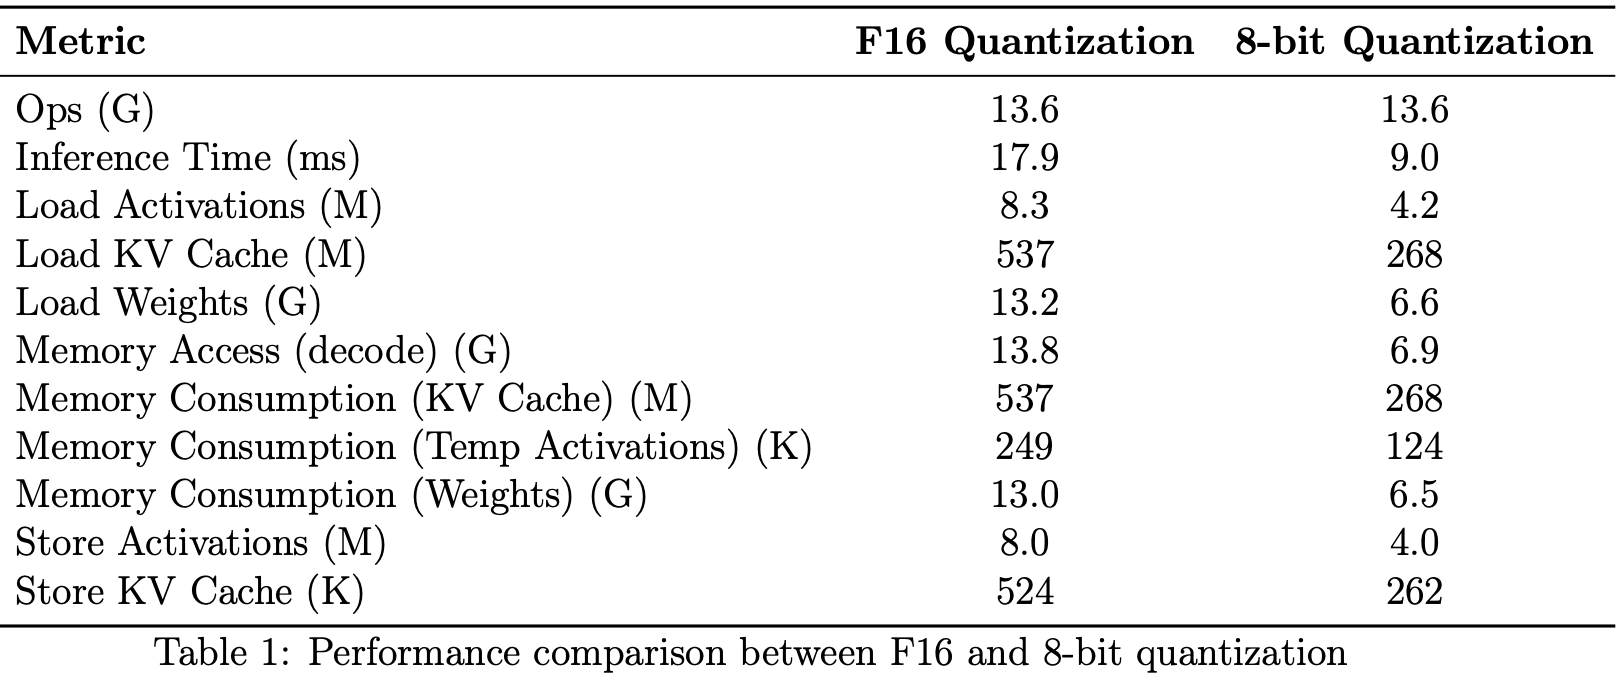 Metric F16 Quantization 8-bit Quantization
Ops (G) 13.6 13.6
Inference Time (ms) 17.9 9.0
Load Activations (M) 8.3 4.2
Load KV Cache (M) 537 268
Load Weights (G) 13.2 6.6
Memory Access (decode) (G) 13.8 6.9
Memory Consumption (KV Cache) (M) 537 268
Memory Consumption (Temp Activations) (K) 249 124
Memory Consumption (Weights) (G) 13.0 6.5
Store Activations (M) 8.0 4.0
Store KV Cache (K) 524 262
Table 1: Performance comparison between F16 and 8-bit quantization